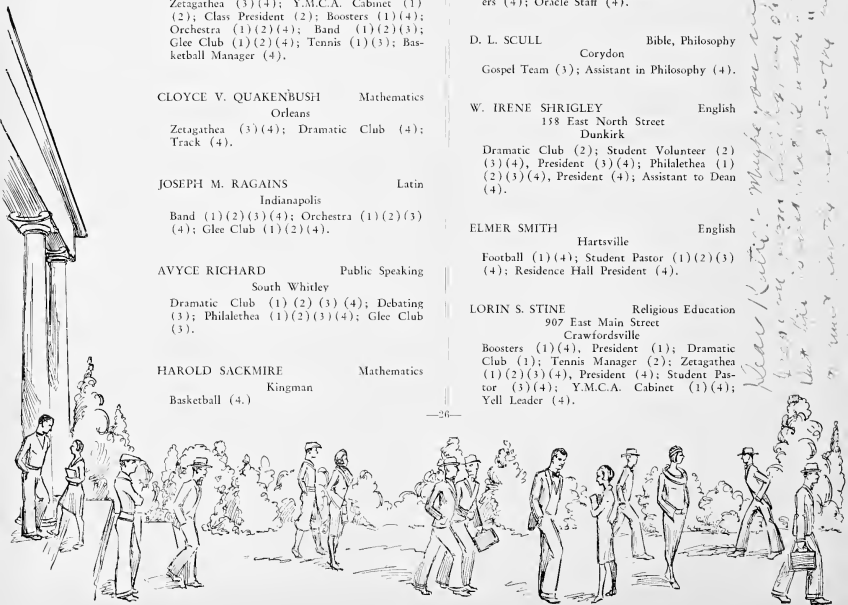 Zetagathea (3)(4); Y.M.C.A. Cabinet (1)
(2); Class President (2); Boosters (1)(4);
Orchestra (1)(2)(4); Band (1)(2)(3);
Glee Club (1)(2)(4); Tennis (1)(3); Bas-
ketball Manager (4).
CLOYCE V. QUAKENBUSH Mathematics
Orleans
Zetagathea (3)(4); Dramatic Club (4);
Track (4).
JOSEPH M. RAGAINS Latin
Indianapolis
Band (1)(2)(3)(4); Orchestra (1)(2)(3)
(4); Glee Club (1)(2)(4).
AVYCE RICHARD Public Speaking
South Whitley
Dramatic Club (1) (2) (3) (4); Debating
(3); Philalethea (1)(2)(3)(4); Glee Club
(3).
HAROLD SACKMIRE Mathematics
Kingman
Basketball (4.)
ers (4); Oracle Staff (4).
D. L. SCULL Bible, Philosophy
Corydon
Gospel Team (3); Assistant in Philosophy (4).
W. IRENE SHRIGLEY English
158 East North Street
Dunkirk
Dramatic Club (2); Student Volunteer (2)
(3)(4), President (3)(4); Philalethea (1)
(2)(3)(4), President (4); Assistant to Dean
(4).
ELMER SMITH English
Hartsville
Football (1)(4); Student Pastor (1)(2)(3)
(4); Residence Hall President (4).
LORIN S. STINE Religious Education
907 East Main Street
Crawfordsville
Boosters (1)(4), President (1); Dramatic
Club (1); Tennis Manager (2); Zetagathea
(1)(2)(3)(4), President (4); Student Pas-
tor (3)(4); Y.M.C.A. Cabinet (1)(4);
Yell Leader (4).
—26—
Dear Ruth:- Maybe you